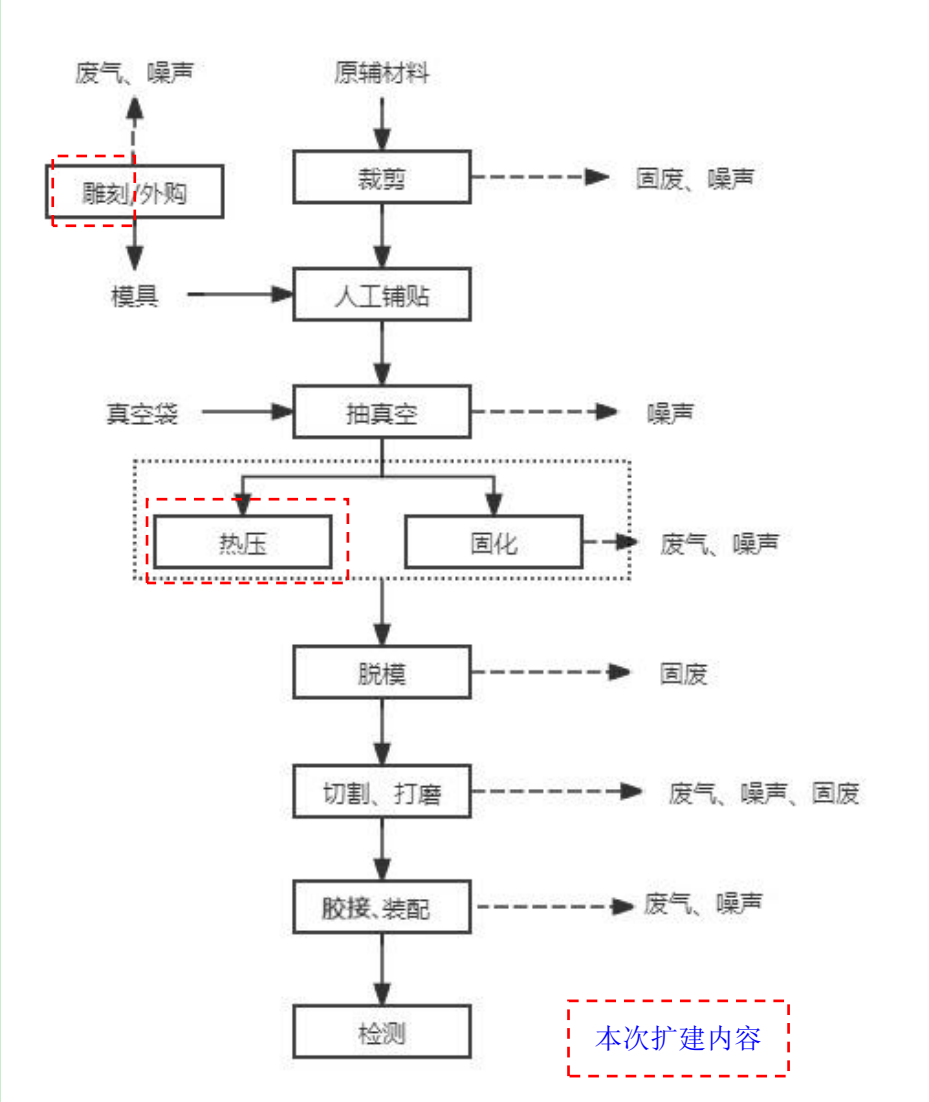 废气、噪声
原辅材料
雕刻/外购
裁剪
固废、噪声
模具
人工铺贴
真空袋
抽真空
噪声
热压
固化
废气、噪声
脱模
固废
切割、打磨
废气、噪声、固废
胶接、装配
废气、噪声
检测
本次扩建内容